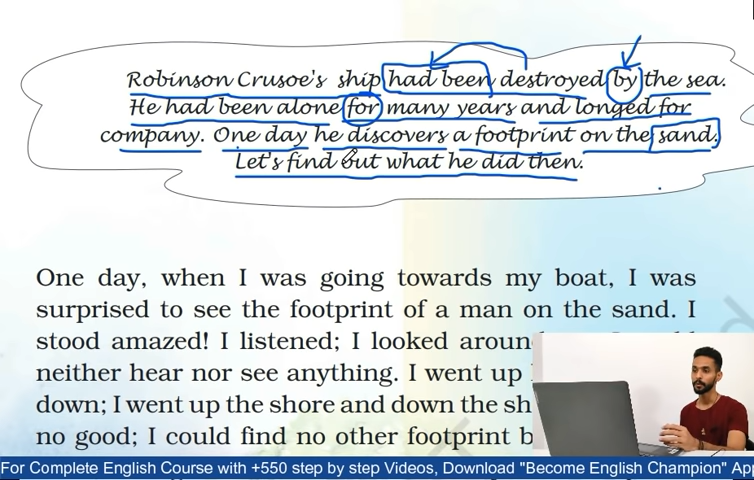 Robinson Crusoe's ship had been destroyed by the sea.
He had been alone for many years and longed for
company. One day he discovers a footprint on the sand.
Let's find out what he did then.
One day, when I was going towards my boat, I was
surprised to see the footprint of a man on the sand. I
stood amazed! I listened; I looked
neither hear nor see anything. I went up
down; I went up the shore and down the
no good; I could find no other footprint
For Complete English Course with +550 step by step Videos, Download "Become English Champion"